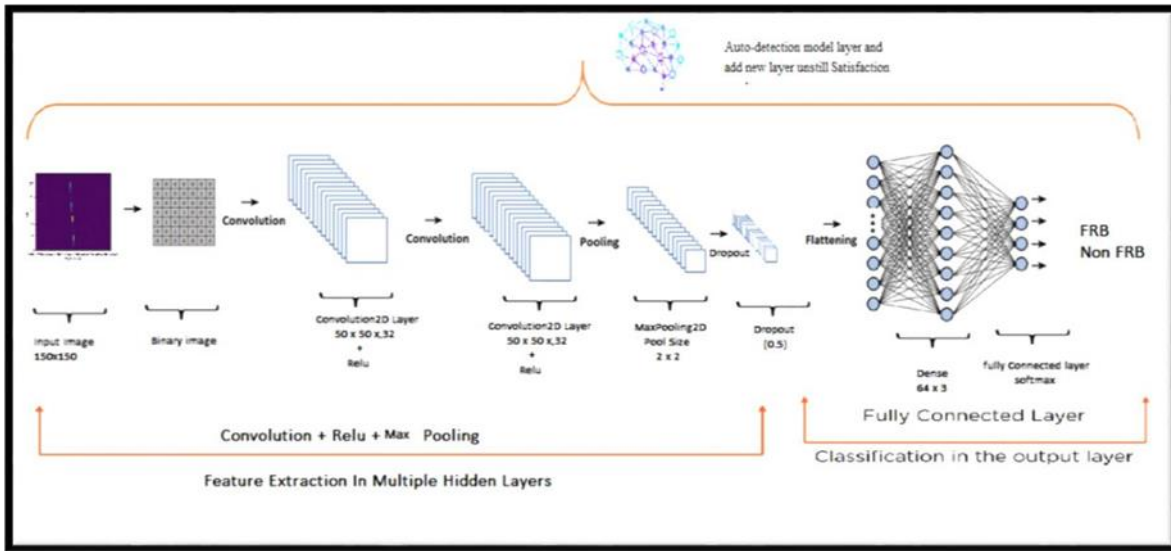 Auto-detection model layer and
add new layer unstill Satisfaction
Convolution
Convolution
Pooling
Dropout
Flattening
FRB
Non FRB
Input image
150x150
Binary image
Convolution2D Layer
50 x 50 x,32
+
Relu
Convolution2D Layer
50 x 50 x,32
+
Relu
MaxPooling2D
Pool Size
2 x 2
Dropout
(0.5)
Dense
64 x 3
fully Connected layer
softmax
Fully Connected Layer
Convolution + Relu + Max Pooling
Classification in the output layer
Feature Extraction In Multiple Hidden Layers